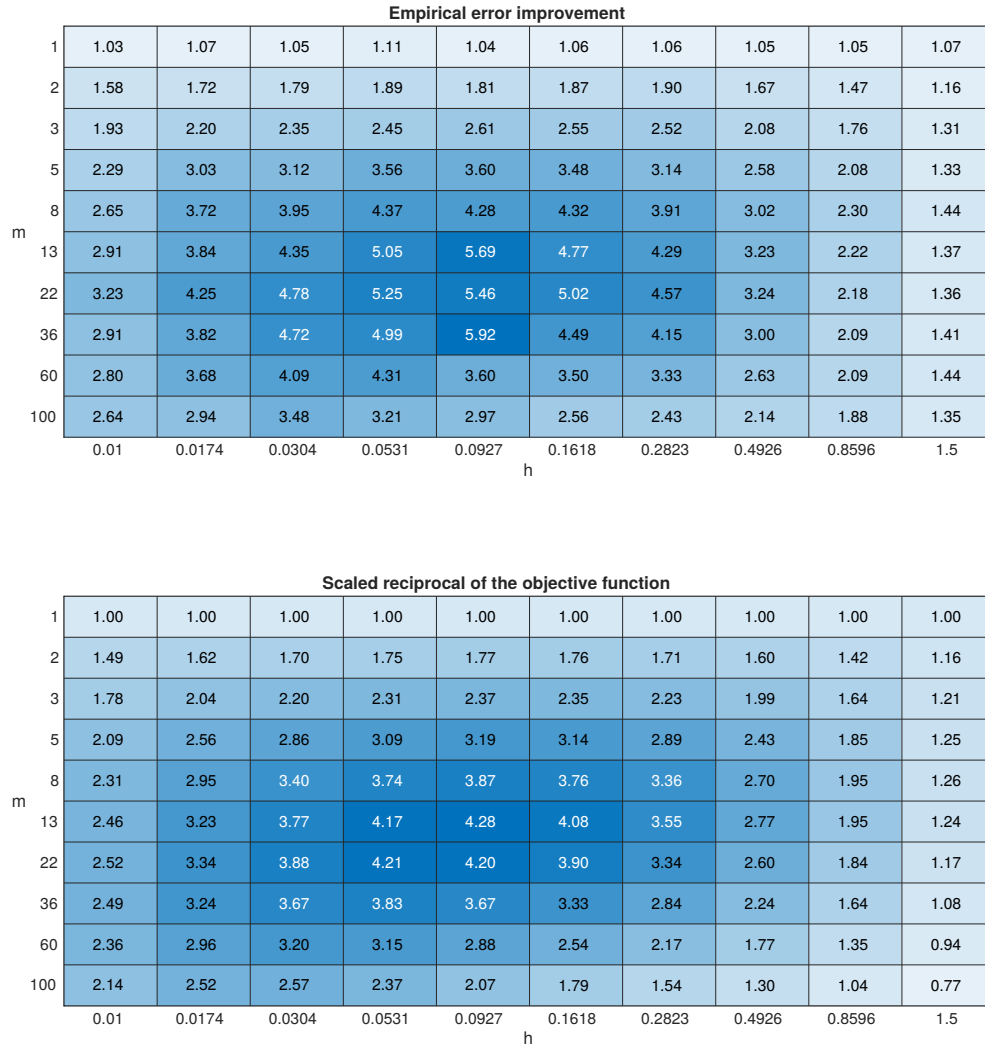 Empirical error improvement
1 1.03 1.07 1.05 1.11 1.04 1.06 1.06 1.05 1.05 1.07
2 1.58 1.72 1.79 1.89 1.81 1.87 1.90 1.67 1.47 1.16
3 1.93 2.20 2.35 2.45 2.61 2.55 2.52 2.08 1.76 1.31
5 2.29 3.03 3.12 3.56 3.60 3.48 3.14 2.58 2.08 1.33
8 2.65 3.72 3.95 4.37 4.28 4.32 3.91 3.02 2.30 1.44
m
13 2.91 3.84 4.35 5.05 5.69 4.77 4.29 3.23 2.22 1.37
22 3.23 4.25 4.78 5.25 5.46 5.02 4.57 3.24 2.18 1.36
36 2.91 3.82 4.72 4.99 5.92 4.49 4.15 3.00 2.09 1.41
60 2.80 3.68 4.09 4.31 3.60 3.50 3.33 2.63 2.09 1.44
100 2.64 2.94 3.48 3.21 2.97 2.56 2.43 2.14 1.88 1.35
0.01 0.0174 0.0304 0.0531 0.0927 0.1618 0.2823 0.4926 0.8596 1.5
h
Scaled reciprocal of the objective function
1 1.00 1.00 1.00 1.00 1.00 1.00 1.00 1.00 1.00 1.00
2 1.49 1.62 1.70 1.75 1.77 1.76 1.71 1.60 1.42 1.16
3 1.78 2.04 2.20 2.31 2.37 2.35 2.23 1.99 1.64 1.21
5 2.09 2.56 2.86 3.09 3.19 3.14 2.89 2.43 1.85 1.25
8 2.31 2.95 3.40 3.74 3.87 3.76 3.36 2.70 1.95 1.26
m
13 2.46 3.23 3.77 4.17 4.28 4.08 3.55 2.77 1.95 1.24
22 2.52 3.34 3.88 4.21 4.20 3.90 3.34 2.60 1.84 1.17
36 2.49 3.24 3.67 3.83 3.67 3.33 2.84 2.24 1.64 1.08
60 2.36 2.96 3.20 3.15 2.88 2.54 2.17 1.77 1.35 0.94
100 2.14 2.52 2.57 2.37 2.07 1.79 1.54 1.30 1.04 0.77
0.01 0.0174 0.0304 0.0531 0.0927 0.1618 0.2823 0.4926 0.8596 1.5
h